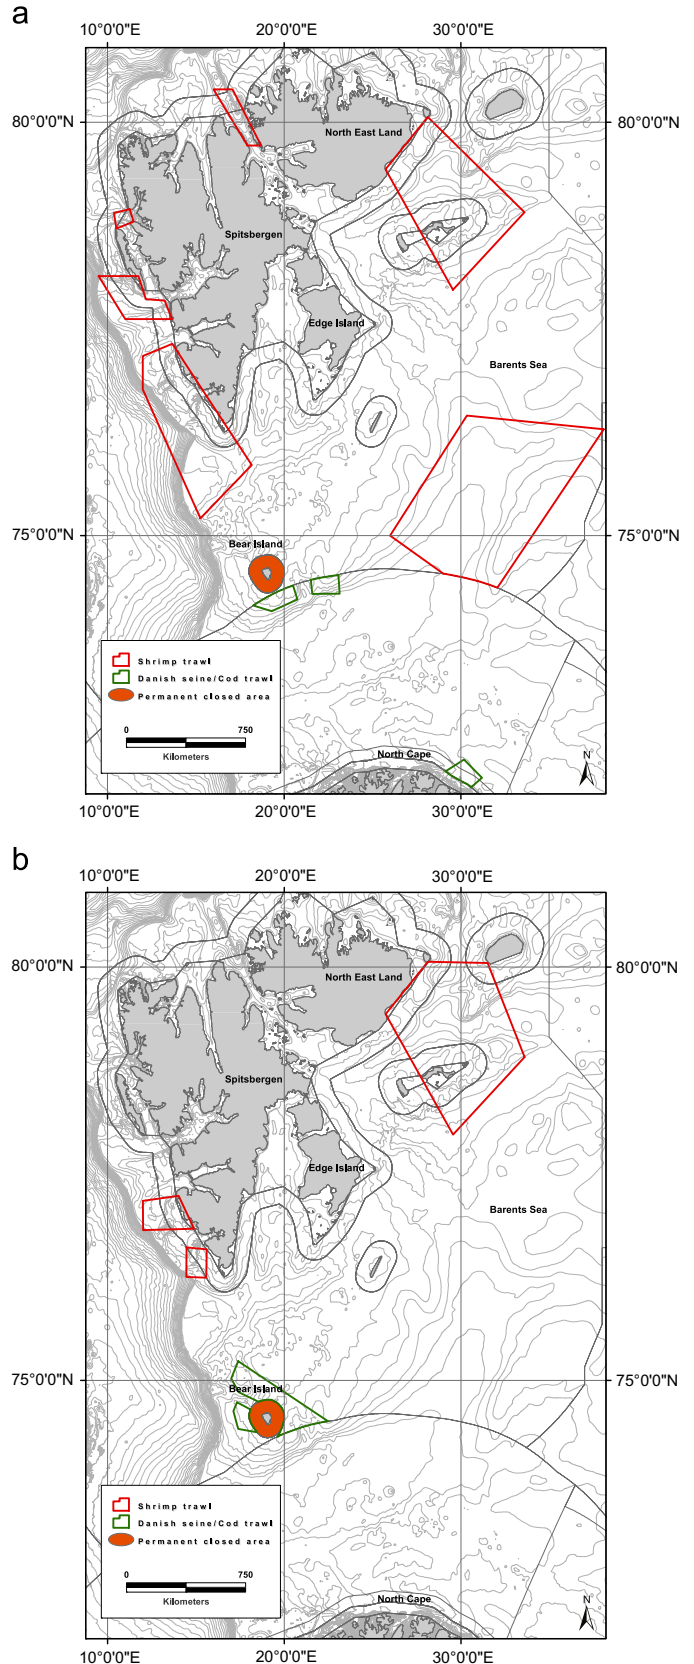 a
10°0'0"E 20°0'0"E 30°0'0"E
80°0'0"N 80°0'0"N
North East Land
Spitsbergen
Edge Island
Barents Sea
75°0'0"N 75°0'0"N
Bear Island
Shrimp trawl
Danish seine/Cod trawl
Permanent closed area
0 750
Kilometers
North Cape
N
10°0'0"E 20°0'0"E 30°0'0"E
b
10°0'0"E 20°0'0"E 30°0'0"E
80°0'0"N 80°0'0"N
North East Land
Spitsbergen
Edge Island
Barents Sea
75°0'0"N 75°0'0"N
Bear Island
Shrimp trawl
Danish seine/Cod trawl
Permanent closed area
0 750
Kilometers
North Cape
N
10°0'0"E 20°0'0"E 30°0'0"E